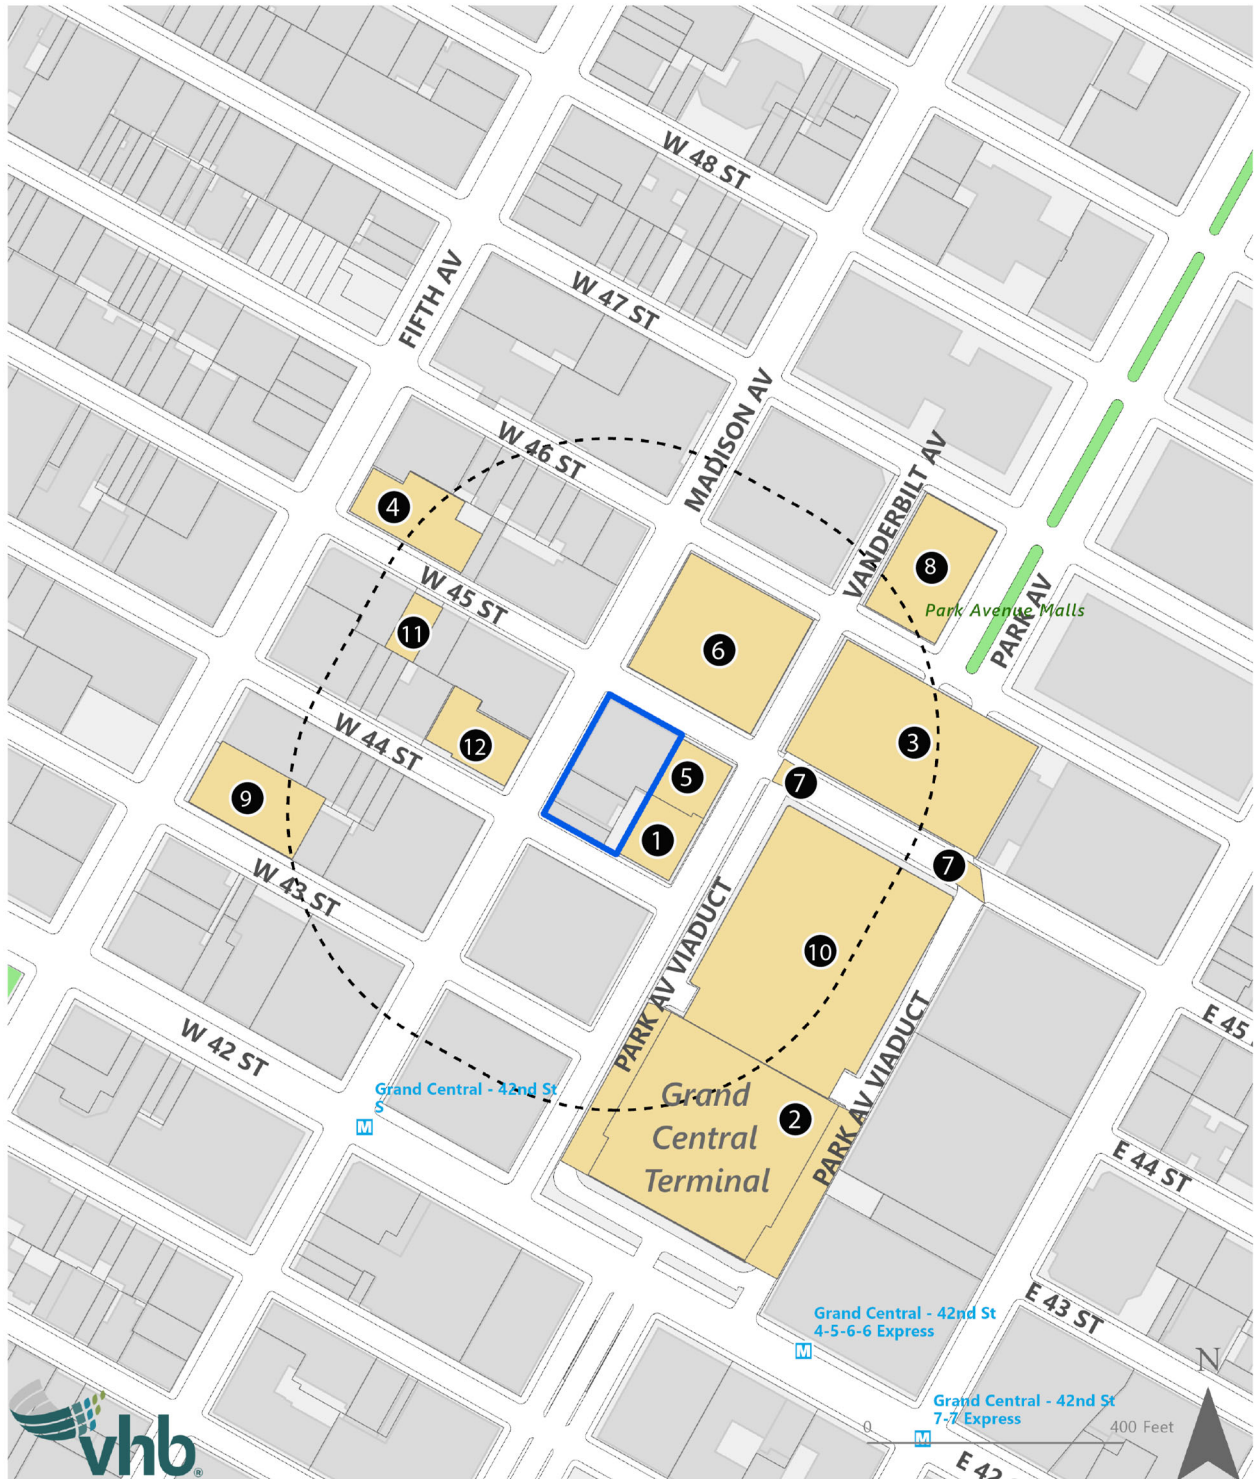 W 48 ST
FIFTH AV
W 47 ST
MADISON AV
W 46 ST
VANDERBILT AV
4
8
W 45 ST
Park Avenue Malls
PARK AV
11
6
W 44 ST
12
3
5
7
9
1
7
W 43 ST
PARK AV VIADUCT
10
PARK AV VIADUCT
W 42 ST
E 45
Grand Central - 42nd St
S
M
Grand
Central
Terminal
2
E 44 ST
E 43 ST
Grand Central - 42nd St
4-5-6-6 Express
M
N
Grand Central - 42nd St
7-7 Express
M
0
400 Feet
vhb®
E 42